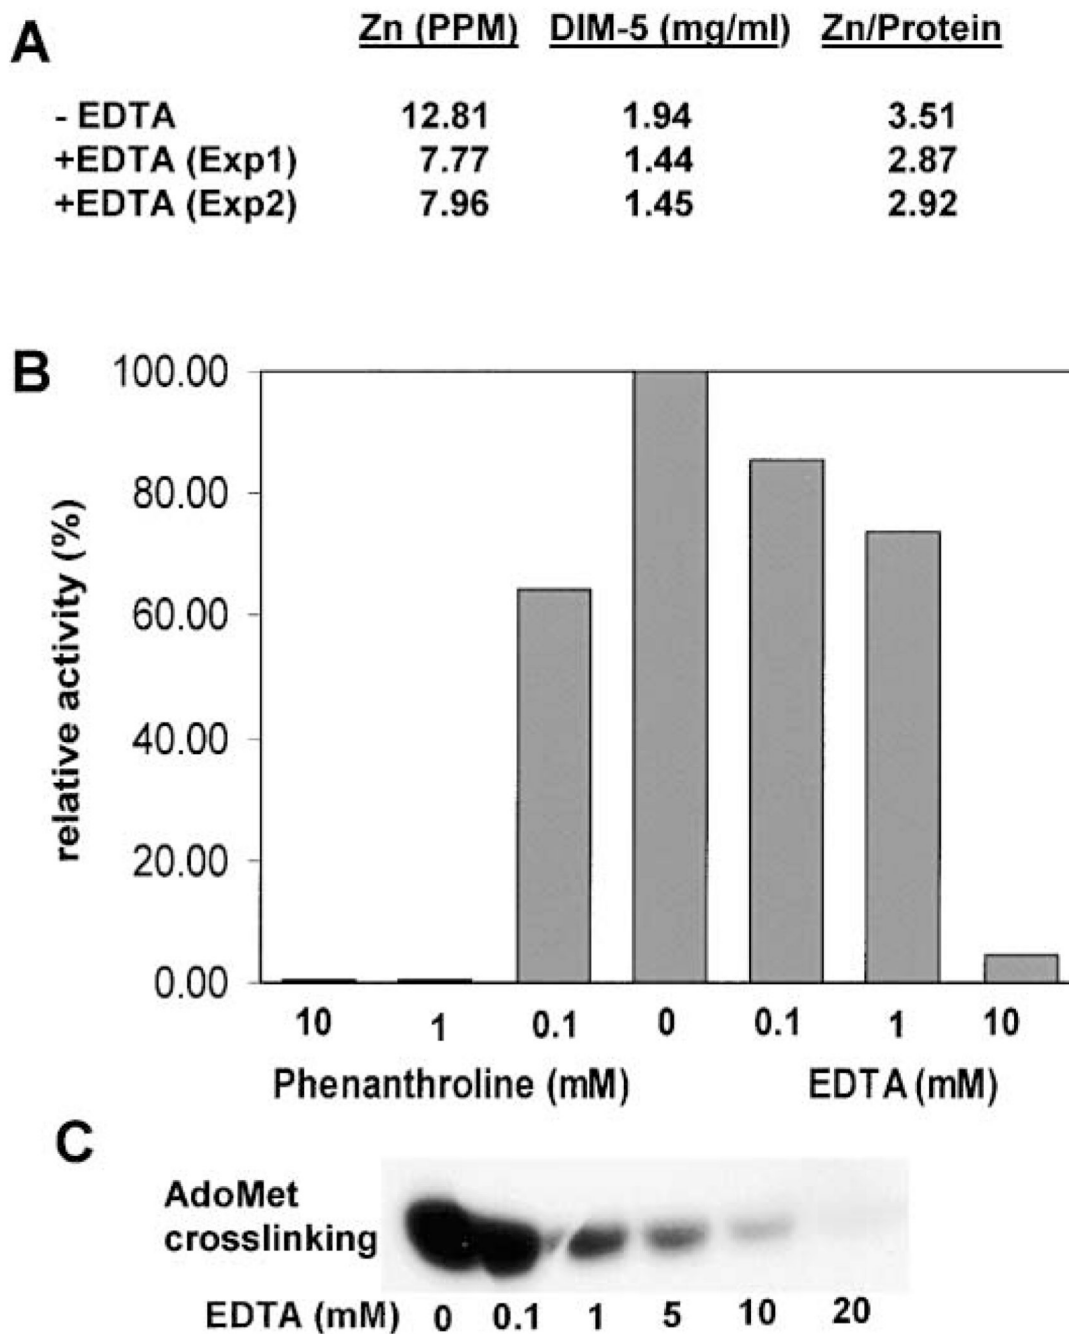 A
Zn (PPM) DIM-5 (mg/ml) Zn/Protein
- EDTA 12.81 1.94 3.51
+EDTA (Exp1) 7.77 1.44 2.87
+EDTA (Exp2) 7.96 1.45 2.92
B
relative activity (%)
100.00
80.00
60.00
40.00
20.00
0.00
10 1 0.1 0 0.1 1 10
Phenanthroline (mM) EDTA (mM)
C
AdoMet
crosslinking
EDTA (mM) 0 0.1 1 5 10 20